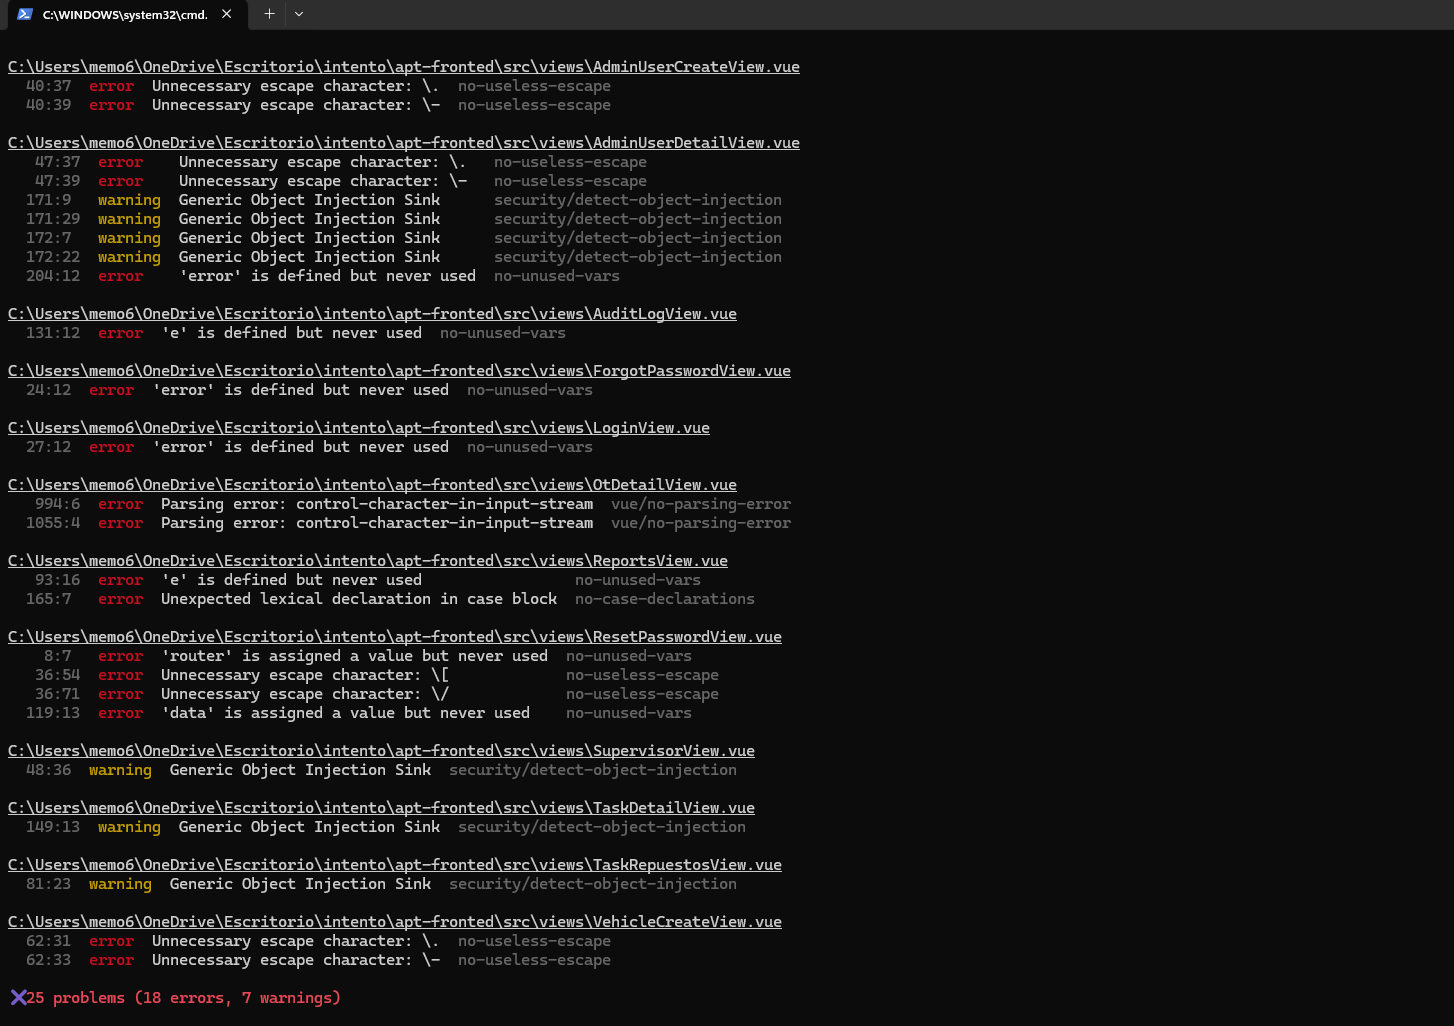 C:\WINDOWS\system32\cmd.
C:\Users\memo6\OneDrive\Escritorio\intento\apt-fronted\src\views\AdminUserCreateView.vue
40:37 error Unnecessary escape character: \. no-useless-escape
40:39 error Unnecessary escape character: \- no-useless-escape
C:\Users\memo6\OneDrive\Escritorio\intento\apt-fronted\src\views\AdminUserDetailView.vue
47:37 error Unnecessary escape character: \. no-useless-escape
47:39 error Unnecessary escape character: \- no-useless-escape
171:9 warning Generic Object Injection Sink security/detect-object-injection
171:29 warning Generic Object Injection Sink security/detect-object-injection
172:7 warning Generic Object Injection Sink security/detect-object-injection
172:22 warning Generic Object Injection Sink security/detect-object-injection
204:12 error 'error' is defined but never used no-unused-vars
C:\Users\memo6\OneDrive\Escritorio\intento\apt-fronted\src\views\AuditLogView.vue
131:12 error 'e' is defined but never used no-unused-vars
C:\Users\memo6\OneDrive\Escritorio\intento\apt-fronted\src\views\ForgotPasswordView.vue
24:12 error 'error' is defined but never used no-unused-vars
C:\Users\memo6\OneDrive\Escritorio\intento\apt-fronted\src\views\LoginView.vue
27:12 error 'error' is defined but never used no-unused-vars
C:\Users\memo6\OneDrive\Escritorio\intento\apt-fronted\src\views\OtDetailView.vue
994:6 error Parsing error: control-character-in-input-stream vue/no-parsing-error
1055:4 error Parsing error: control-character-in-input-stream vue/no-parsing-error
C:\Users\memo6\OneDrive\Escritorio\intento\apt-fronted\src\views\ReportsView.vue
93:16 error 'e' is defined but never used no-unused-vars
165:7 error Unexpected lexical declaration in case block no-case-declarations
C:\Users\memo6\OneDrive\Escritorio\intento\apt-fronted\src\views\ResetPasswordView.vue
8:7 error 'router' is assigned a value but never used no-unused-vars
36:54 error Unnecessary escape character: \[ no-useless-escape
36:71 error Unnecessary escape character: \/ no-useless-escape
119:13 error 'data' is assigned a value but never used no-unused-vars
C:\Users\memo6\OneDrive\Escritorio\intento\apt-fronted\src\views\SupervisorView.vue
48:36 warning Generic Object Injection Sink security/detect-object-injection
C:\Users\memo6\OneDrive\Escritorio\intento\apt-fronted\src\views\TaskDetailView.vue
149:13 warning Generic Object Injection Sink security/detect-object-injection
C:\Users\memo6\OneDrive\Escritorio\intento\apt-fronted\src\views\TaskRepuestosView.vue
81:23 warning Generic Object Injection Sink security/detect-object-injection
C:\Users\memo6\OneDrive\Escritorio\intento\apt-fronted\src\views\VehicleCreateView.vue
62:31 error Unnecessary escape character: \. no-useless-escape
62:33 error Unnecessary escape character: \- no-useless-escape
❌25 problems (18 errors, 7 warnings)